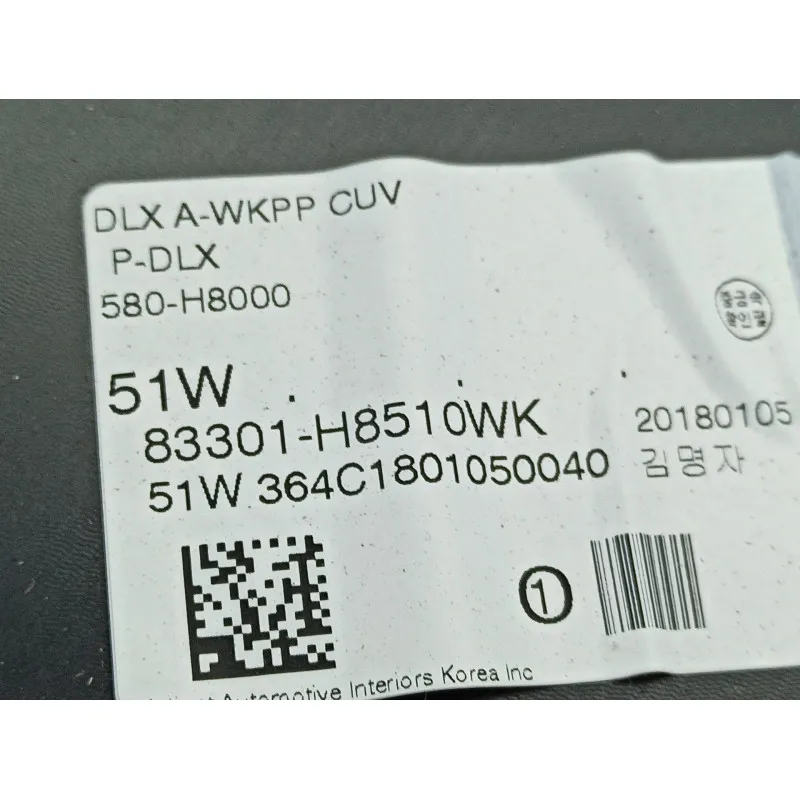 DLX A-WKPP CUV
P-DLX
580-H8000
51W
83301-H8510WK
20180105
51W 364C1801050040
김명자
1
Automotive Interiors Korea Inc